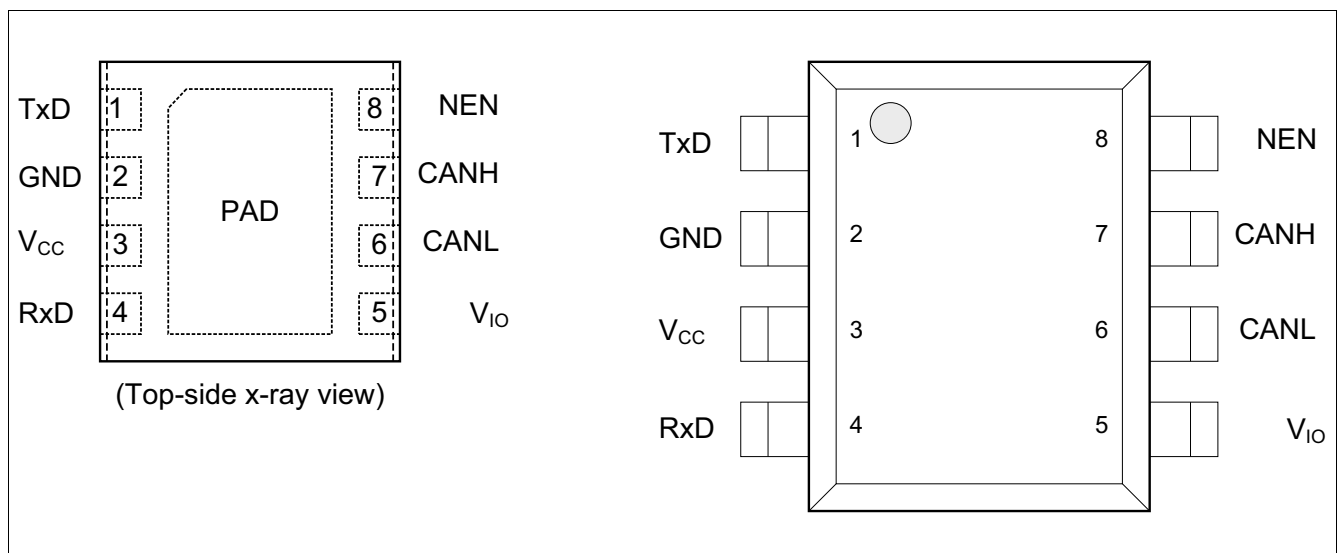 TxD 1 8 NEN
GND 2 7 CANH
PAD
VCC 3 6 CANL
RxD 4 5 VIO
(Top-side x-ray view)
TxD 1 8 NEN
GND 2 7 CANH
VCC 3 6 CANL
RxD 4 5 VIO